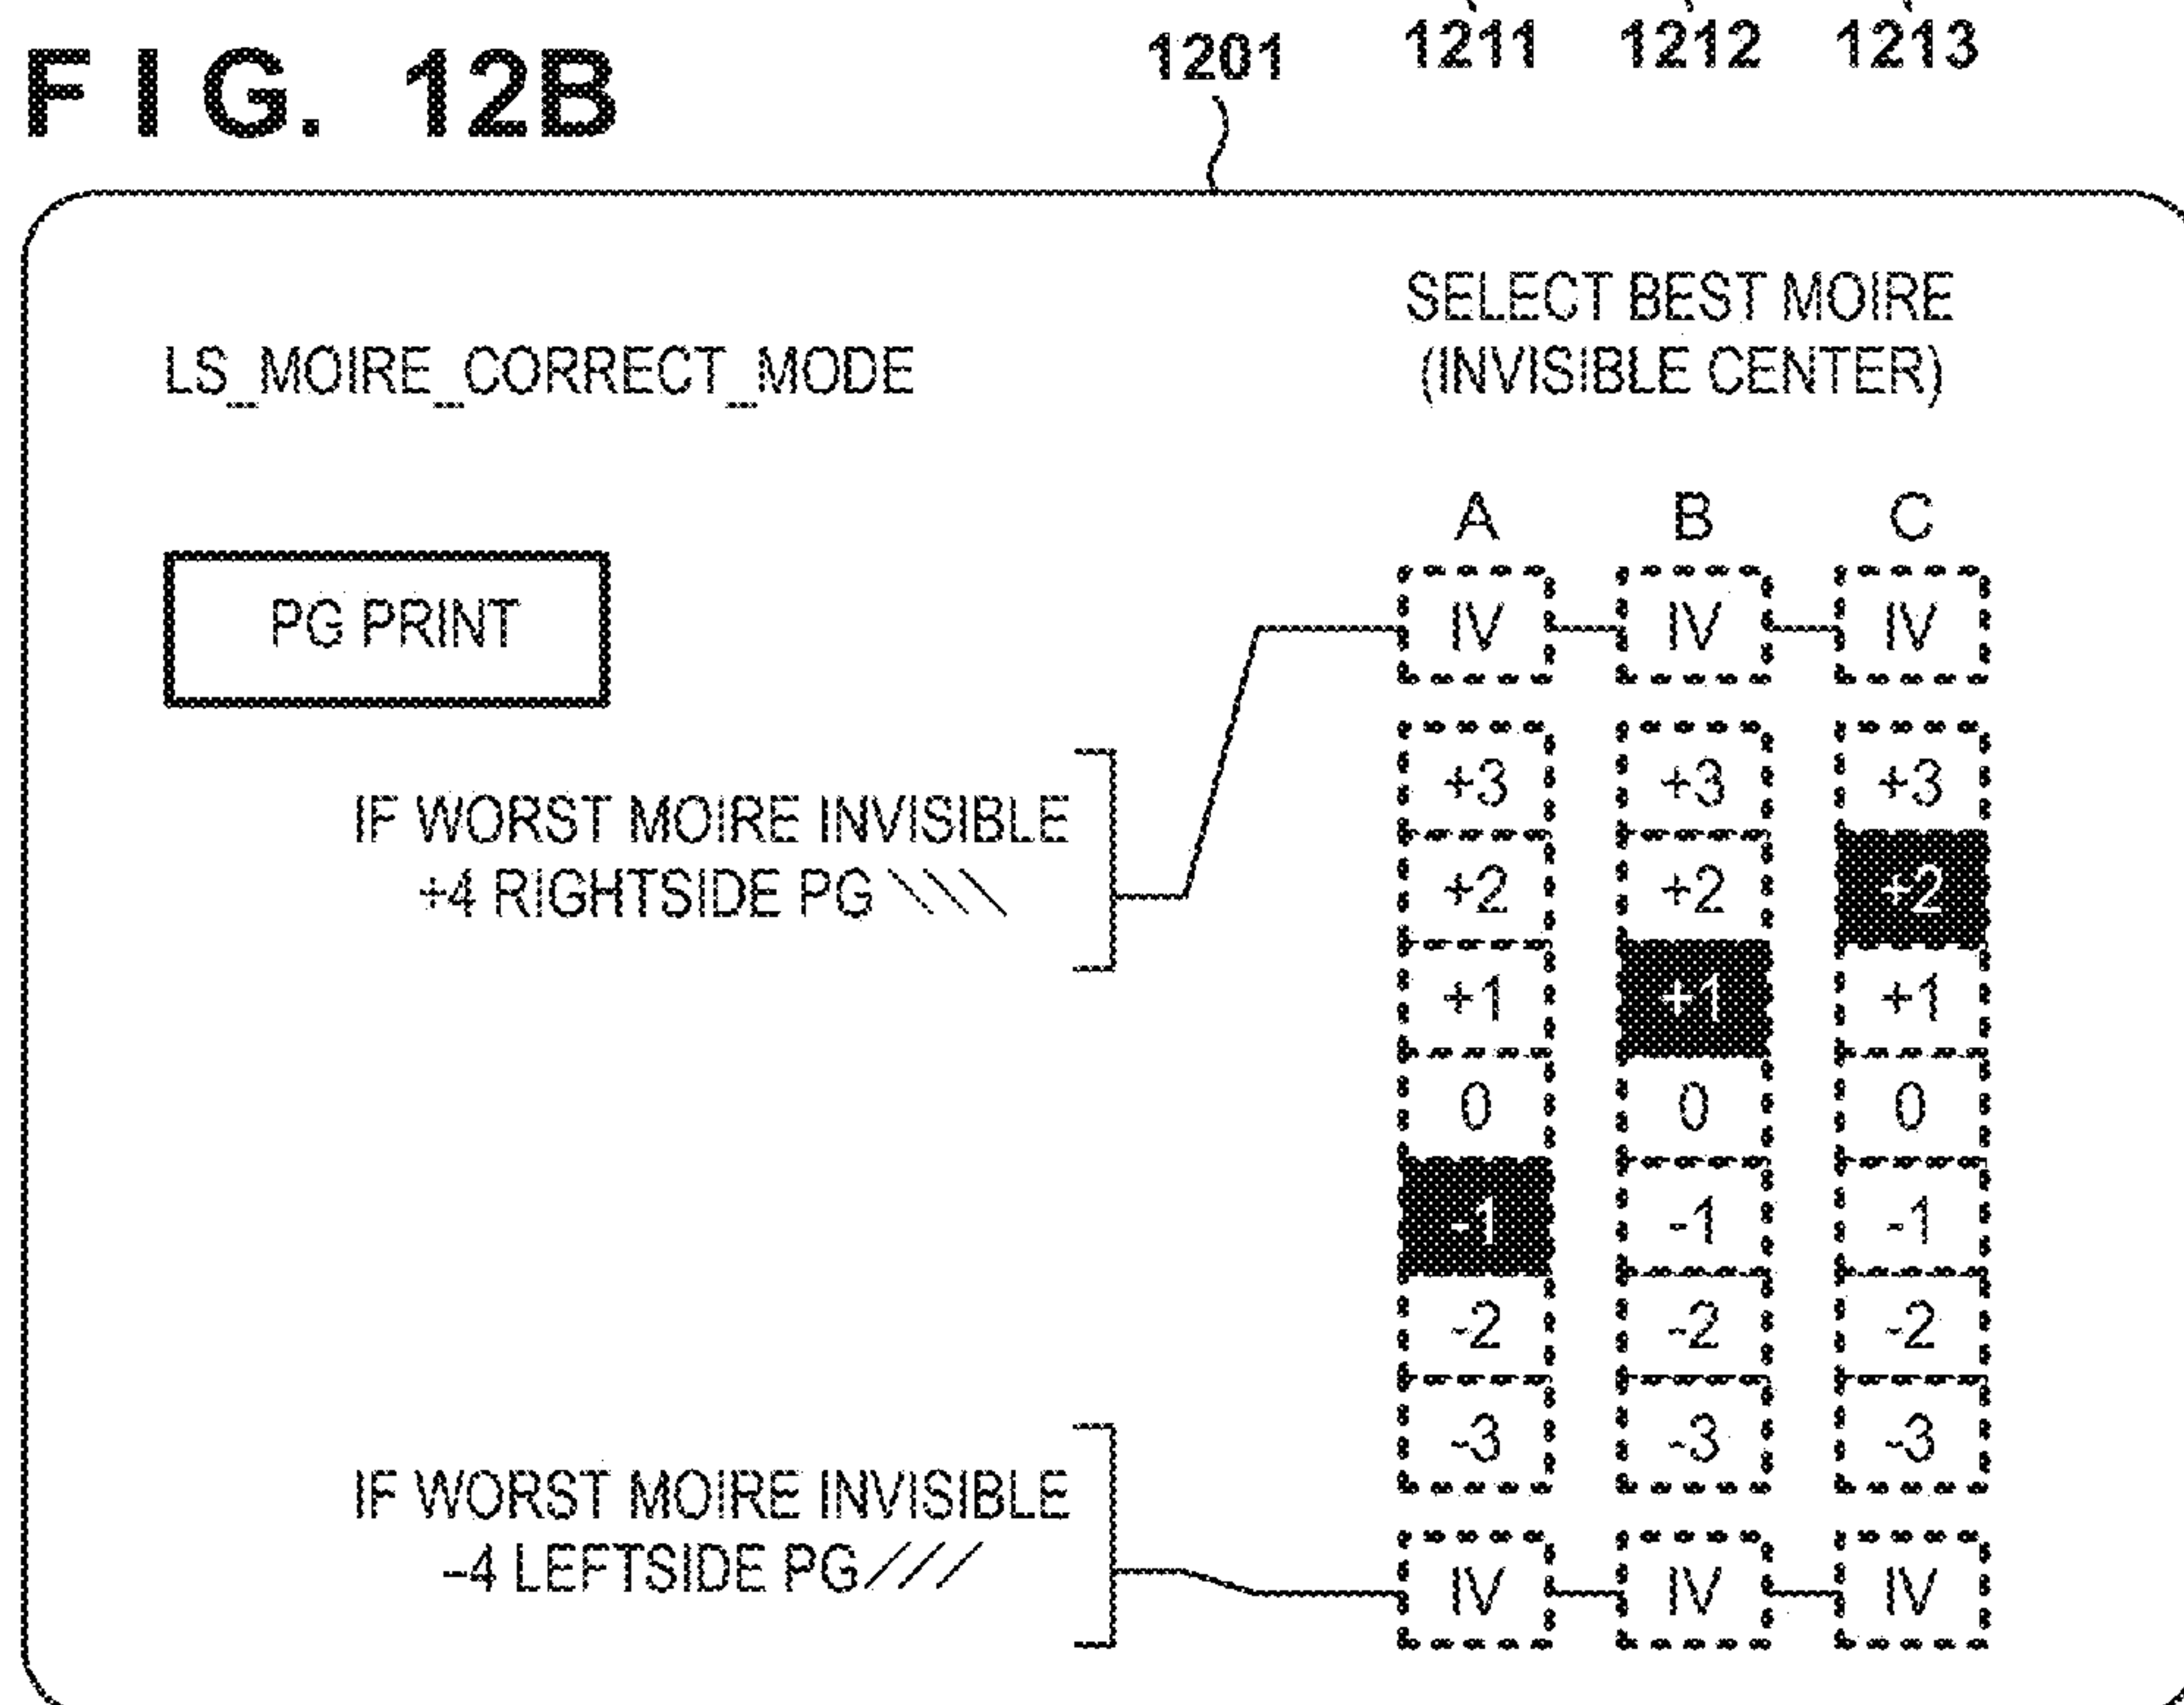 1211 1212 1213
FIG. 12B
1201
SELECT BEST MOIRE
(INVISIBLE CENTER)
LS_MOIRE_CORRECT_MODE
A B C
PG PRINT
IV IV IV
IF WORST MOIRE INVISIBLE
+4 RIGHTSIDE PG \\\
+3 +3 +3
+2 +2 +2
+1 +1 +1
0 0 0
-1 -1 -1
-2 -2 -2
-3 -3 -3
IF WORST MOIRE INVISIBLE
-4 LEFTSIDE PG///
IV IV IV